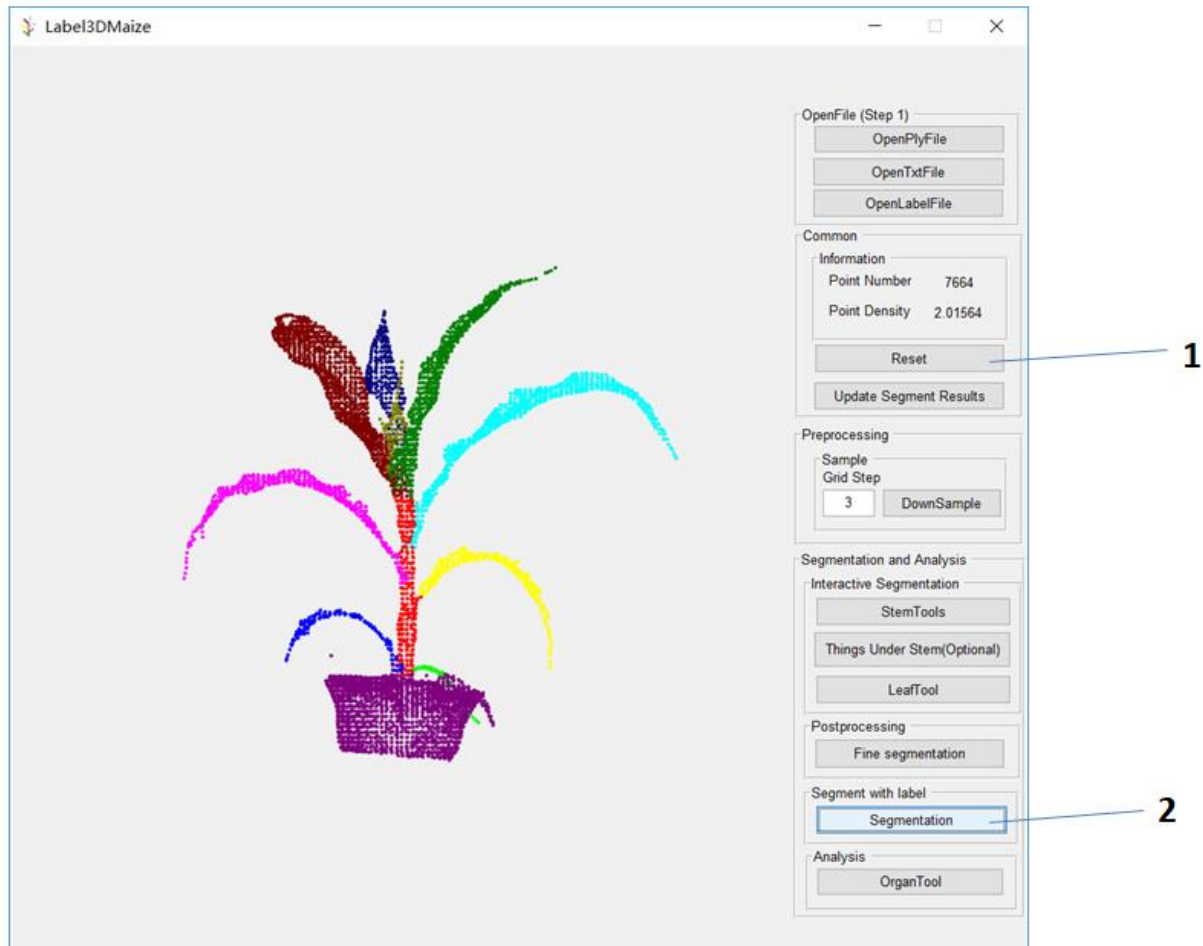 Label3DMaize
OpenFile (Step 1)
OpenPlyFile
OpenTxtFile
OpenLabelFile
Common
Information
Point Number 7664
Point Density 2.01564
Reset
1
Update Segment Results
Preprocessing
Sample
Grid Step
3 DownSample
Segmentation and Analysis
Interactive Segmentation
StemTools
Things Under Stem(Optional)
LeafTool
Postprocessing
Fine segmentation
Segment with label
Segmentation
2
Analysis
OrganTool